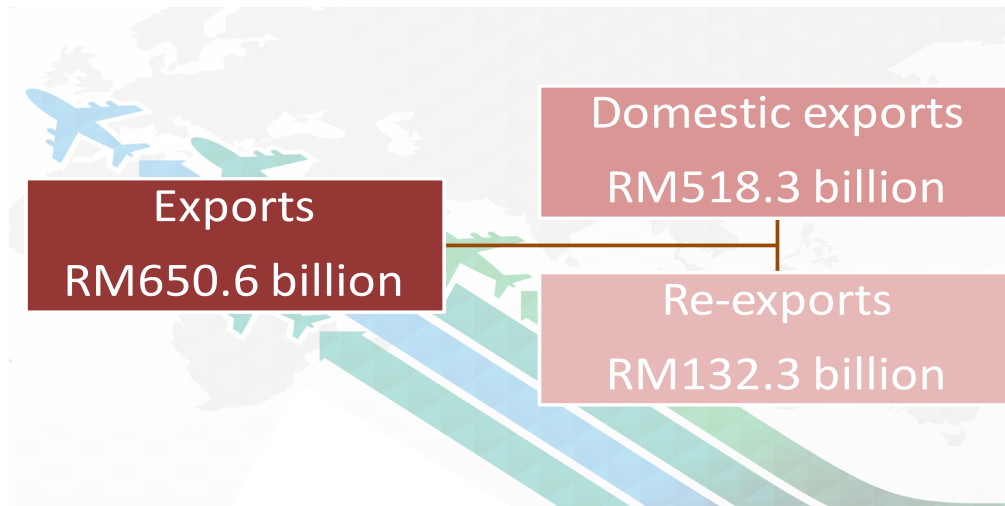 Exports
RM650.6 billion
Domestic exports
RM518.3 billion
Re-exports
RM132.3 billion